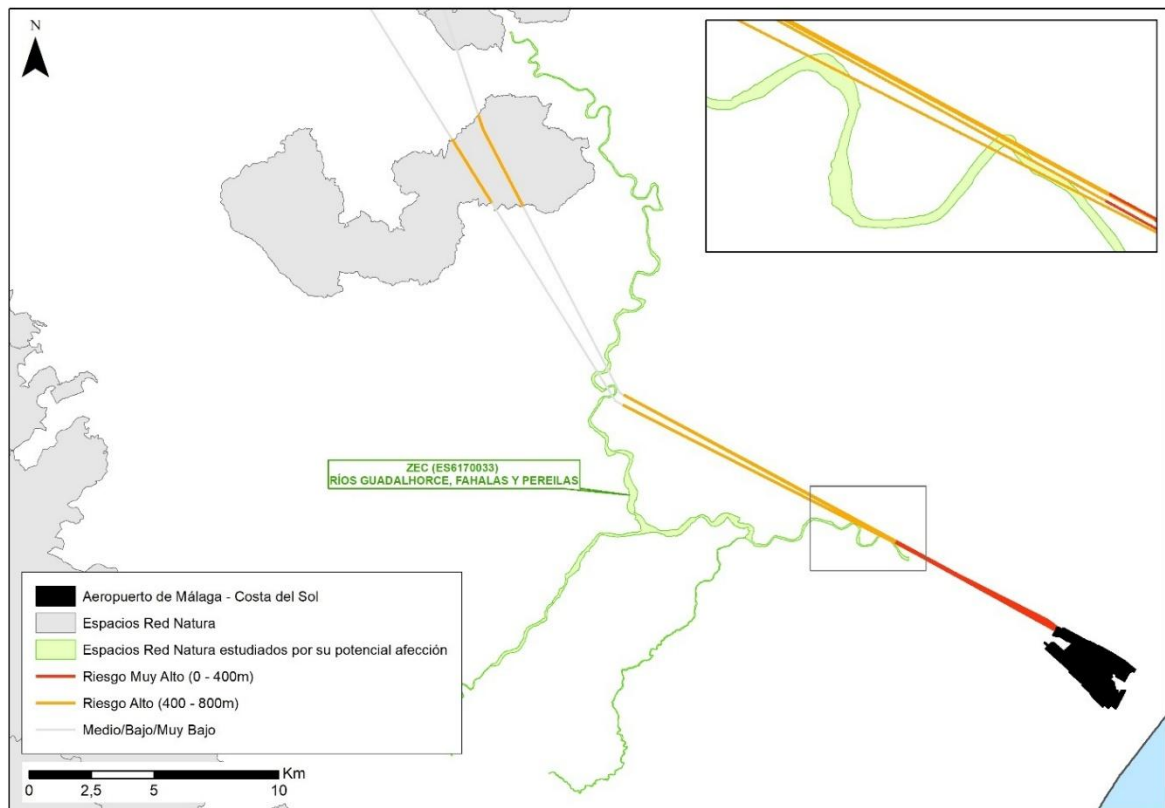 N
ZEC (ES6170033)
RÍOS GUADALHORCE, FAHALAS Y PEREILAS
Aeropuerto de Málaga - Costa del Sol
Espacios Red Natura
Espacios Red Natura estudiados por su potencial afección
Riesgo Muy Alto (0 - 400m)
Riesgo Alto (400 - 800m)
Medio/Bajo/Muy Bajo
Km
0 2,5 5 10